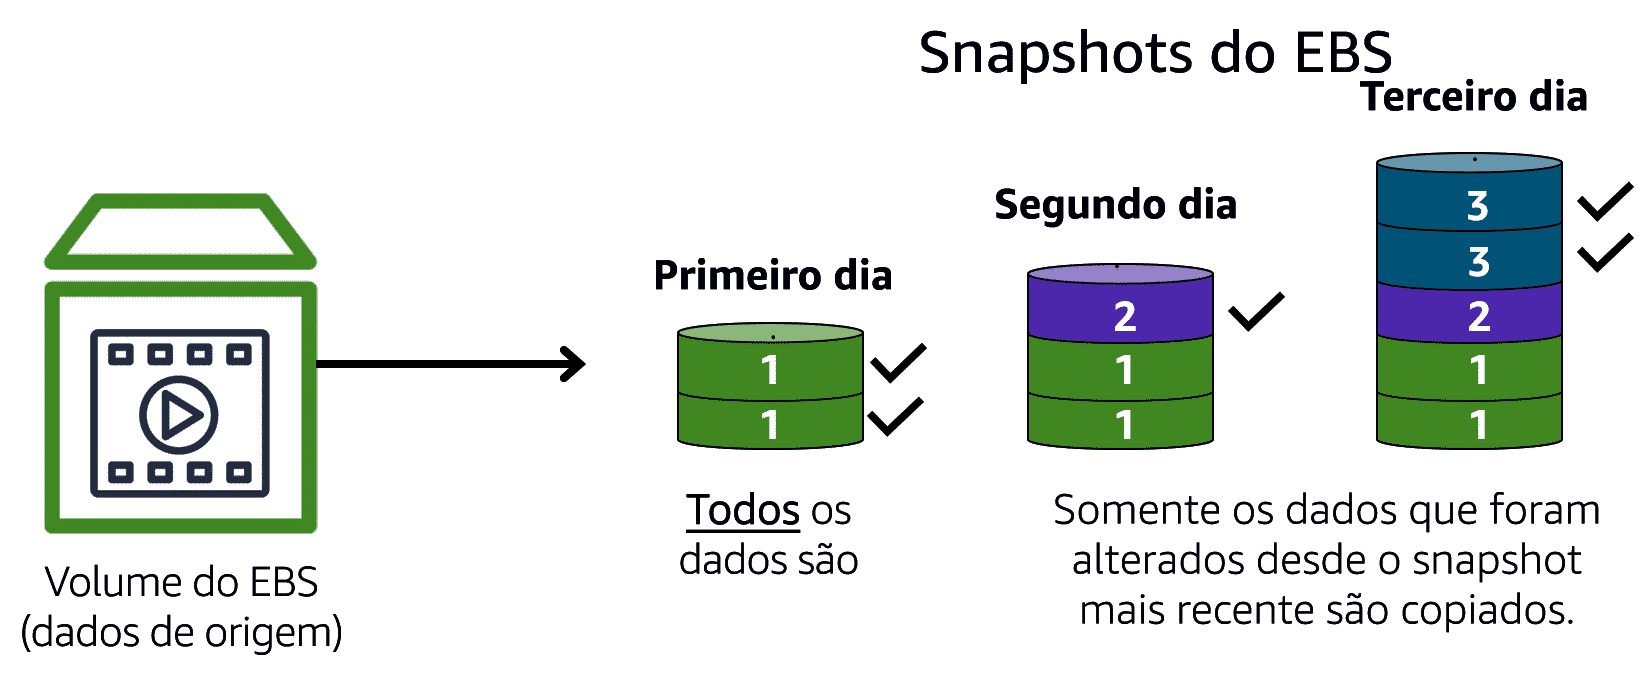 Snapshots do EBS
Terceiro dia
Segundo dia
Primeiro dia
3
3
2
1
1
2
1
1
1
1
Todos os
dados são
Somente os dados que foram
alterados desde o snapshot
mais recente são copiados.
Volume do EBS
(dados de origem)